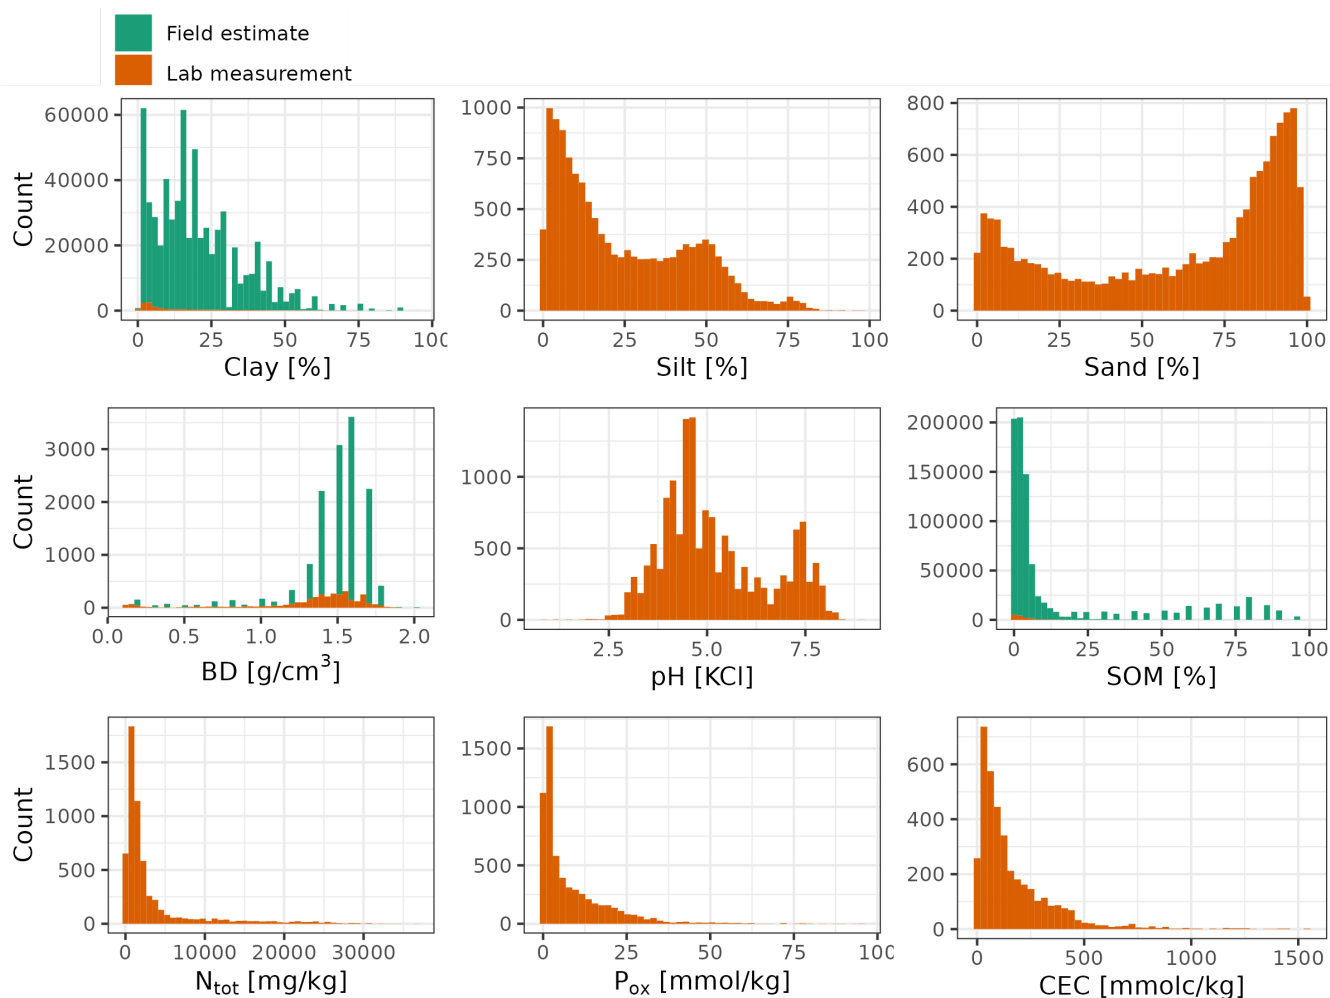 Field estimate
Lab measurement
Count
60000
40000
20000
0
0 25 50 75 100
Clay [%]
1000
750
500
250
0
0 25 50 75 100
Silt [%]
800
600
400
200
0
0 25 50 75 100
Sand [%]
Count
3000
2000
1000
0
0.0 0.5 1.0 1.5 2.0
BD [g/cm³]
1000
500
0
2.5 5.0 7.5
pH [KCl]
200000
150000
100000
50000
0
0 25 50 75 100
SOM [%]
Count
1500
1000
500
0
0 10000 20000 30000
Ntot [mg/kg]
1500
1000
500
0
0 25 50 75 100
Pox [mmol/kg]
600
400
200
0
0 500 1000 1500
CEC [mmolc/kg]